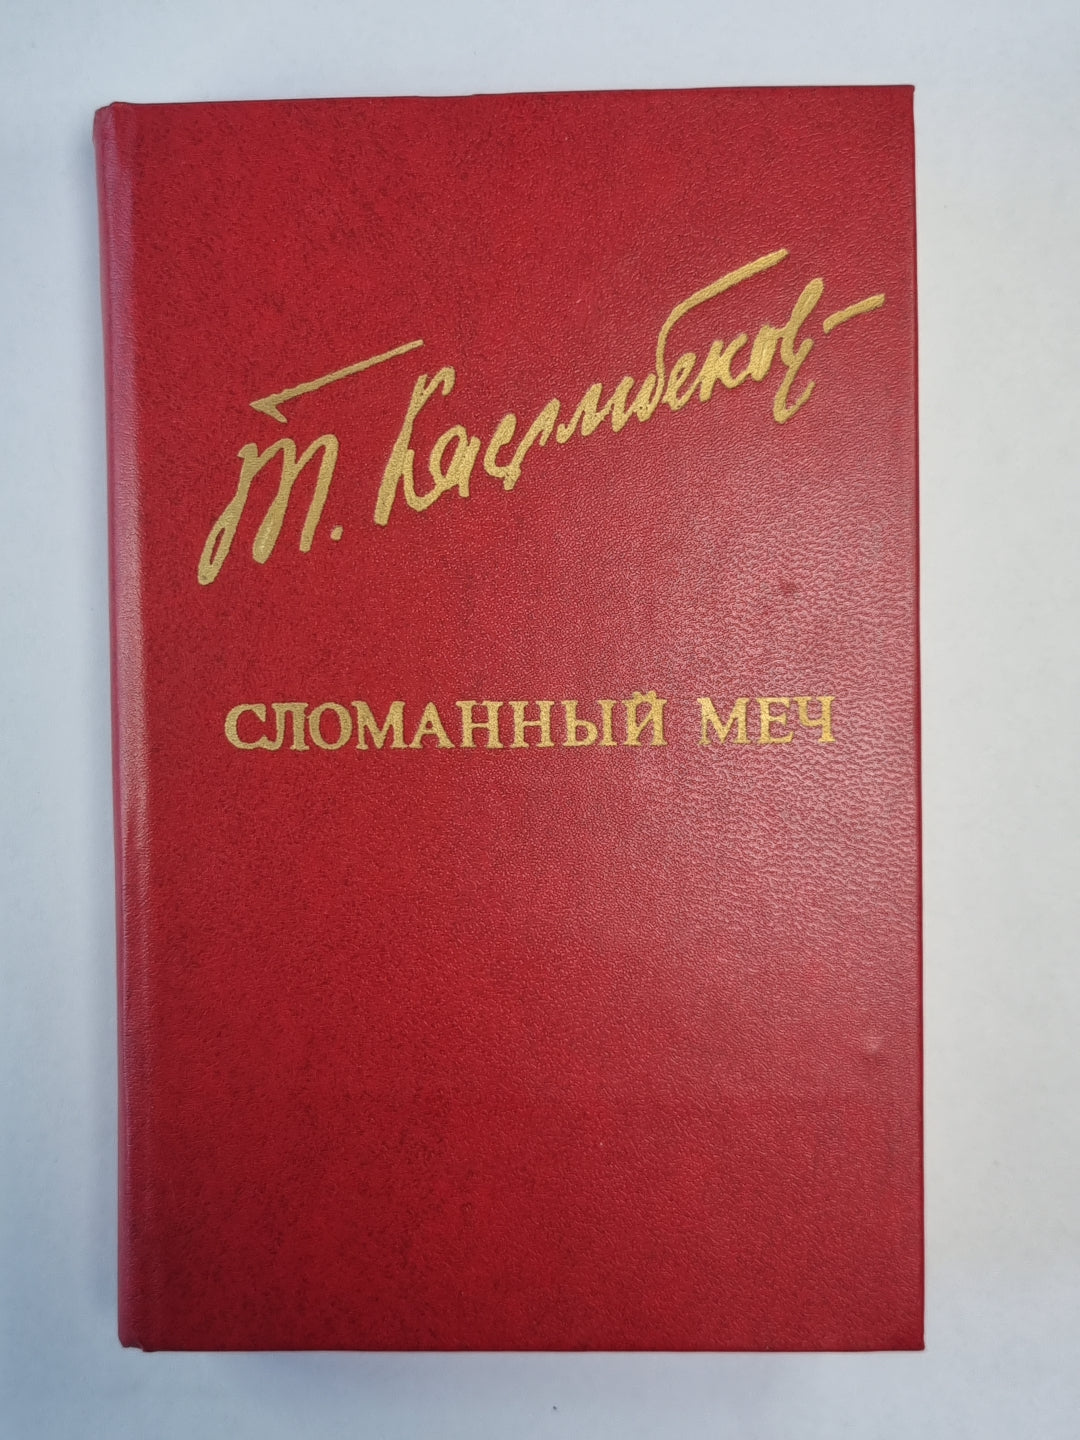 Т. Касымбеков
СЛОМАННЫЙ МЕЧ